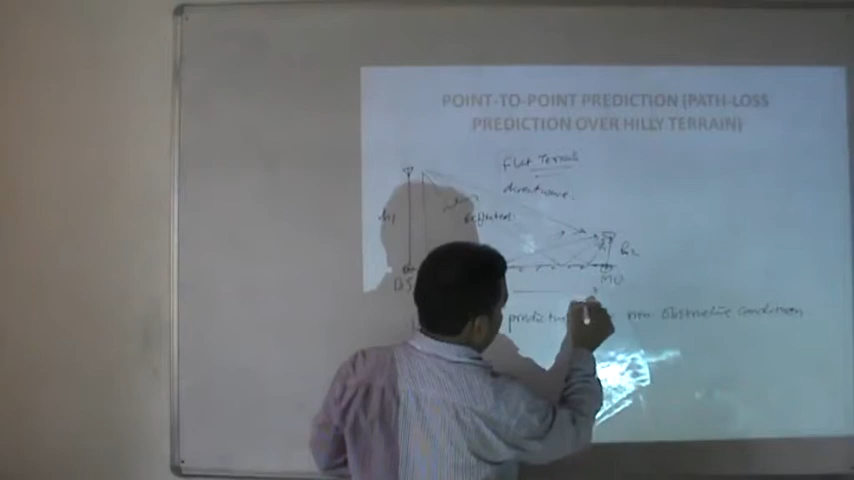 POINT-TO-POINT PREDICTION (PATH-LOSS
PREDICTION OVER HILLY TERRAIN)
Flat Terrain
direct wave.
h1
h2
BS
MU
non obstructive condition